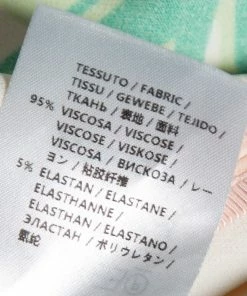 TESSUTO / FABRIC /
TISSU / GEWEBE / TEJIDO /
ТКАНЬ / 表地 / 面料
95% VISCOSA / VISCOSE /
VISCOSE / VISKOSE /
VISCOSA / ВИСКОЗА / レー
ヨン / 粘胶纤维
5% ELASTAN / ELASTANE /
ELASTHANNE /
ELASTHAN / ELASTANO /
ЭЛАСТАН / ポリウレタン /
氨纶